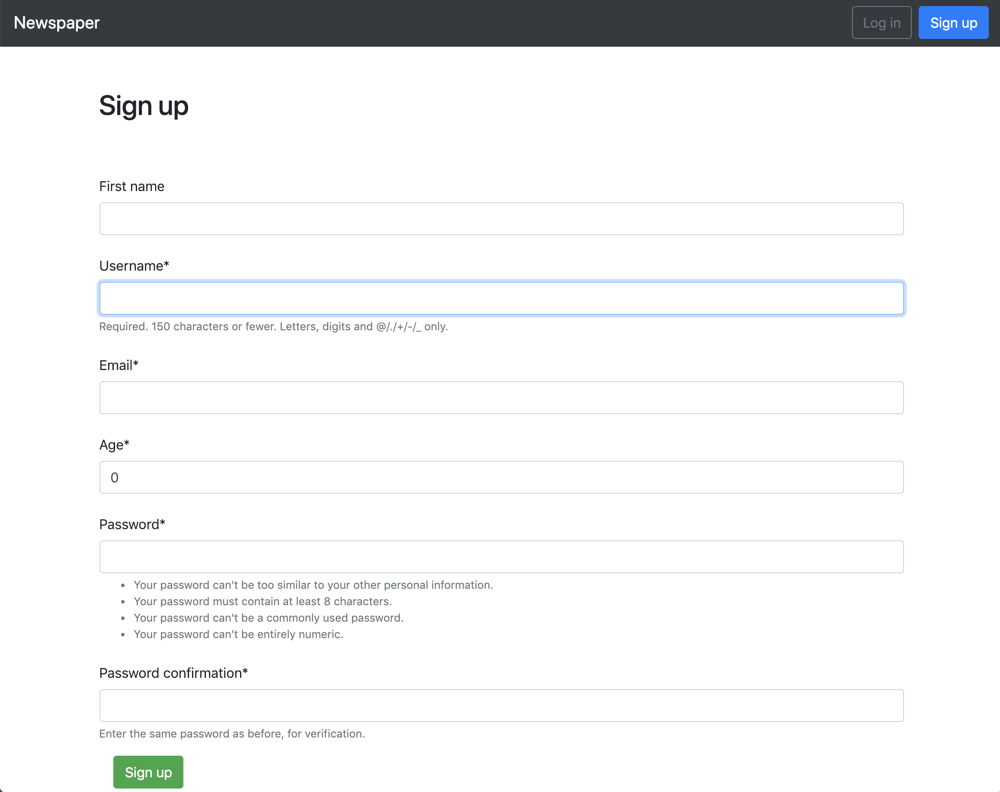 Newspaper
Log in
Sign up
Sign up
First name
Username*
Required. 150 characters or fewer. Letters, digits and @/./+/-/_ only.
Email*
Age*
0
Password*
• Your password can't be too similar to your other personal information.
• Your password must contain at least 8 characters.
• Your password can't be a commonly used password.
• Your password can't be entirely numeric.
Password confirmation*
Enter the same password as before, for verification.
Sign up